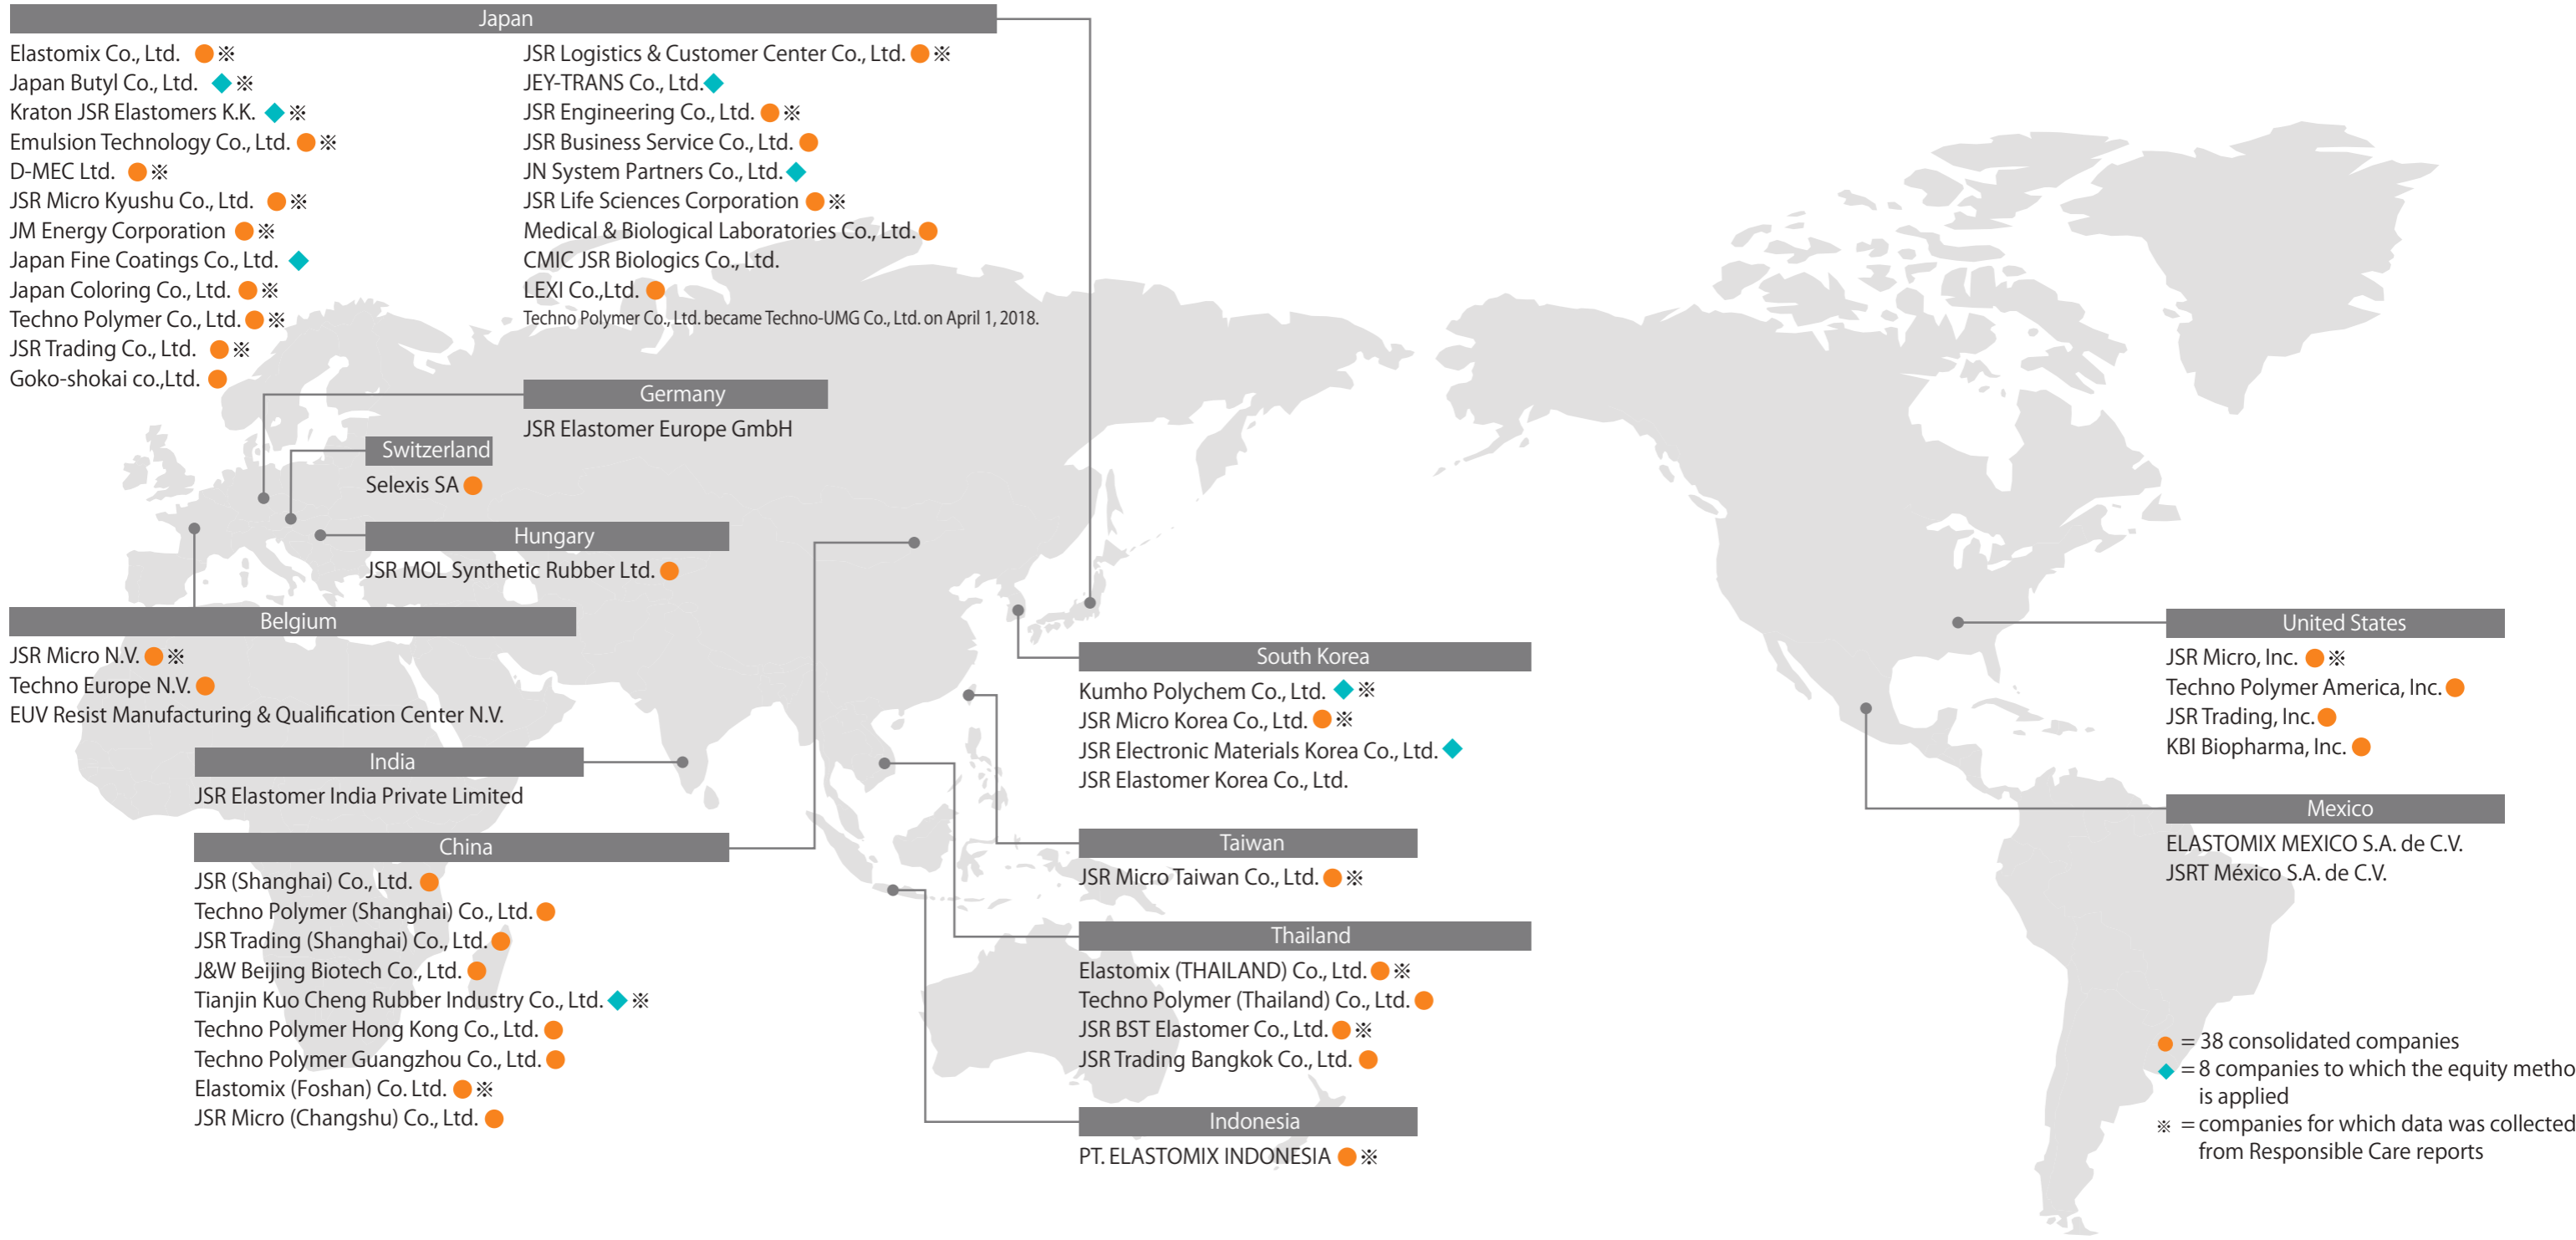 Japan
Elastomix Co., Ltd. ●※
Japan Butyl Co., Ltd. ◆※
Kraton JSR Elastomers K.K. ◆※
Emulsion Technology Co., Ltd. ●※
D-MEC Ltd. ●※
JSR Micro Kyushu Co., Ltd. ●※
JM Energy Corporation ●※
Japan Fine Coatings Co., Ltd. ◆
Japan Coloring Co., Ltd. ●※
Techno Polymer Co., Ltd. ●※
JSR Trading Co., Ltd. ●※
Goko-shokai co.,Ltd. ●
JSR Logistics & Customer Center Co., Ltd. ●※
JEY-TRANS Co., Ltd. ◆
JSR Engineering Co., Ltd. ●※
JSR Business Service Co., Ltd. ●
JN System Partners Co., Ltd. ◆
JSR Life Sciences Corporation ●※
Medical & Biological Laboratories Co., Ltd. ●
CMIC JSR Biologics Co., Ltd.
LEXI Co.,Ltd. ●
Techno Polymer Co., Ltd. became Techno-UMG Co., Ltd. on April 1, 2018.
Germany
JSR Elastomer Europe GmbH
Switzerland
Selexis SA ●
Hungary
JSR MOL Synthetic Rubber Ltd. ●
Belgium
JSR Micro N.V. ●※
Techno Europe N.V. ●
EUV Resist Manufacturing & Qualification Center N.V.
India
JSR Elastomer India Private Limited
China
JSR (Shanghai) Co., Ltd. ●
Techno Polymer (Shanghai) Co., Ltd. ●
JSR Trading (Shanghai) Co., Ltd. ●
J&W Beijing Biotech Co., Ltd. ●
Tianjin Kuo Cheng Rubber Industry Co., Ltd. ◆※
Techno Polymer Hong Kong Co., Ltd. ●
Techno Polymer Guangzhou Co., Ltd. ●
Elastomix (Foshan) Co. Ltd. ●※
JSR Micro (Changshu) Co., Ltd. ●
South Korea
Kumho Polychem Co., Ltd. ◆※
JSR Micro Korea Co., Ltd. ●※
JSR Electronic Materials Korea Co., Ltd. ◆
JSR Elastomer Korea Co., Ltd.
Taiwan
JSR Micro Taiwan Co., Ltd. ●※
Thailand
Elastomix (THAILAND) Co., Ltd. ●※
Techno Polymer (Thailand) Co., Ltd. ●
JSR BST Elastomer Co., Ltd. ●※
JSR Trading Bangkok Co., Ltd. ●
Indonesia
PT. ELASTOMIX INDONESIA ●※
United States
JSR Micro, Inc. ●※
Techno Polymer America, Inc. ●
JSR Trading, Inc. ●
KBI Biopharma, Inc. ●
Mexico
ELASTOMIX MEXICO S.A. de C.V.
JSRT México S.A. de C.V.
● = 38 consolidated companies
◆ = 8 companies to which the equity metho
is applied
※ = companies for which data was collected
from Responsible Care reports